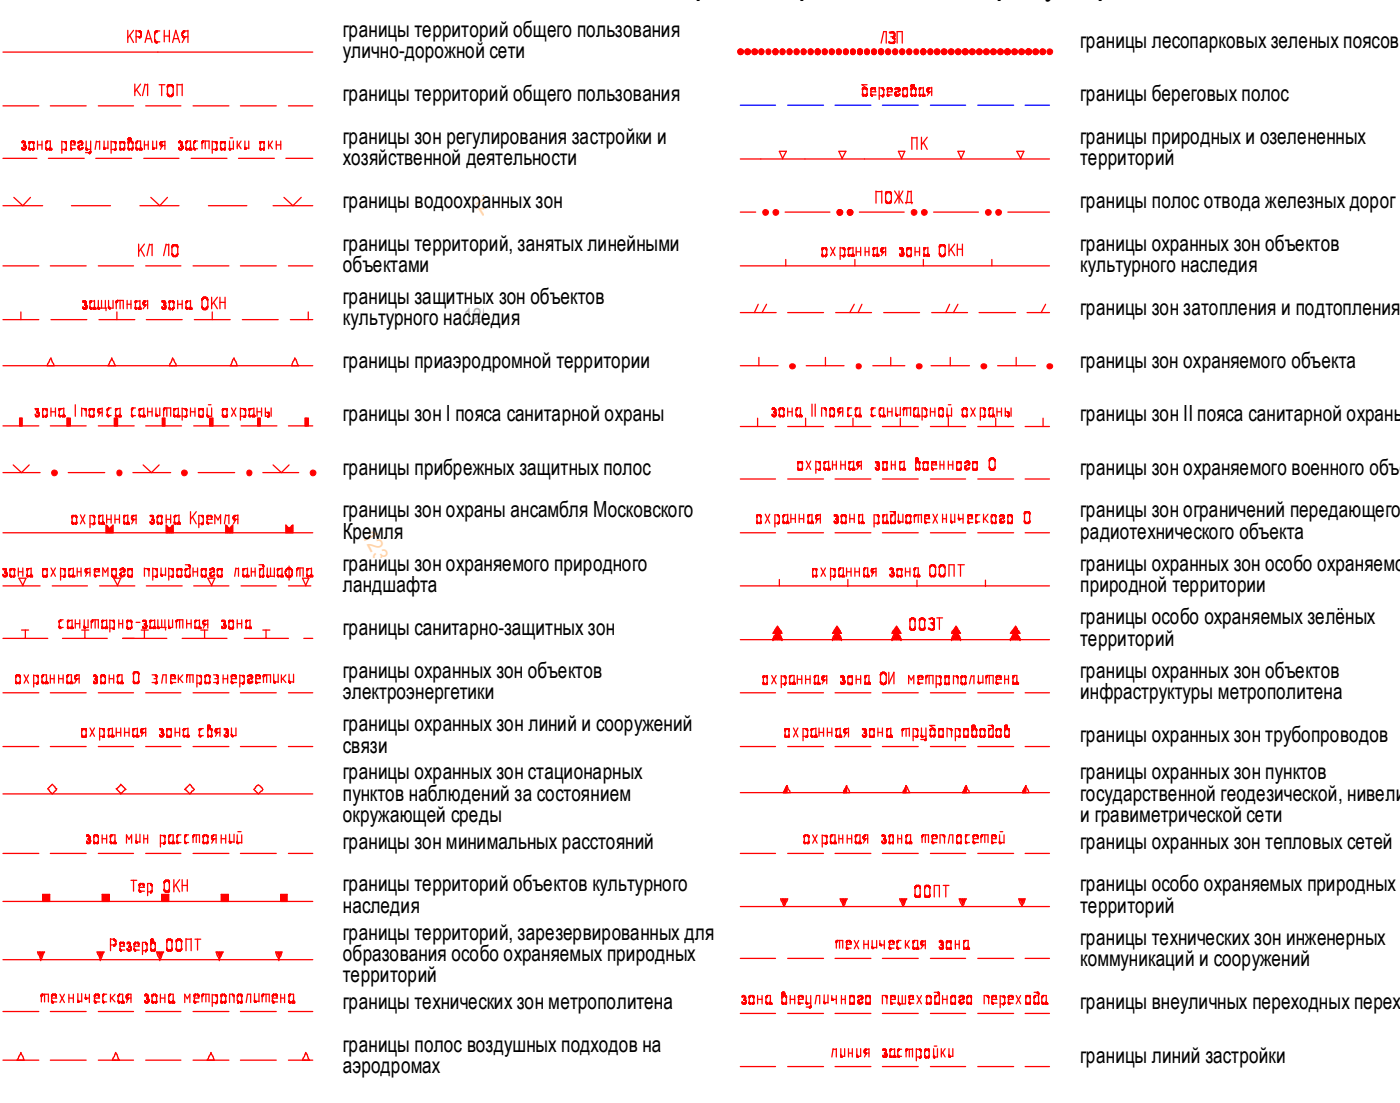 КРАСНАЯ
границы территорий общего пользования
улично-дорожной сети
КЛ ТОП
границы территорий общего пользования
зона регулирования застройки окн
границы зон регулирования застройки и
хозяйственной деятельности
границы водоохранных зон
КЛ ЛО
границы территорий, занятых линейными
объектами
защитная зона ОКН
границы защитных зон объектов
культурного наследия
границы приаэродромной территории
зона I пояса санитарной охраны
границы зон I пояса санитарной охраны
границы прибрежных защитных полос
охранная зона Кремля
границы зон охраны ансамбля Московского
Кремля
зона охраняемого природного ландшафта
границы зон охраняемого природного
ландшафта
санитарно-защитная зона
границы санитарно-защитных зон
охранная зона О электроэнергетики
границы охранных зон объектов
электроэнергетики
охранная зона связи
границы охранных зон линий и сооружений
связи
границы охранных зон стационарных
пунктов наблюдений за состоянием
окружающей среды
зона мин расстояний
границы зон минимальных расстояний
Тер ОКН
границы территорий объектов культурного
наследия
Резерв ООПТ
границы территорий, зарезервированных для
образования особо охраняемых природных
территорий
техническая зона метрополитена
границы технических зон метрополитена
границы полос воздушных подходов на
аэродромах
ЛЗП
границы лесопарковых зеленых поясов
береговая
границы береговых полос
ПК
границы природных и озелененных
территорий
ПОЖД
границы полос отвода железных дорог
охранная зона ОКН
границы охранных зон объектов
культурного наследия
границы зон затопления и подтопления
границы зон охраняемого объекта
зона II пояса санитарной охраны
границы зон II пояса санитарной охраны
охранная зона военного О
границы зон охраняемого военного объ
охранная зона радиотехнического О
границы зон ограничений передающего
радиотехнического объекта
охранная зона ООПТ
границы охранных зон особо охраняемо
природной территории
ООЗТ
границы особо охраняемых зелёных
территорий
охранная зона ОИ метрополитена
границы охранных зон объектов
инфраструктуры метрополитена
охранная зона трубопроводов
границы охранных зон трубопроводов
границы охранных зон пунктов
государственной геодезической, нивели
и гравиметрической сети
охранная зона теплосетей
границы охранных зон тепловых сетей
ООПТ
границы особо охраняемых природных
территорий
техническая зона
границы технических зон инженерных
коммуникаций и сооружений
зона внеуличного пешеходного перехода
границы внеуличных переходных перех
линия застройки
границы линий застройки